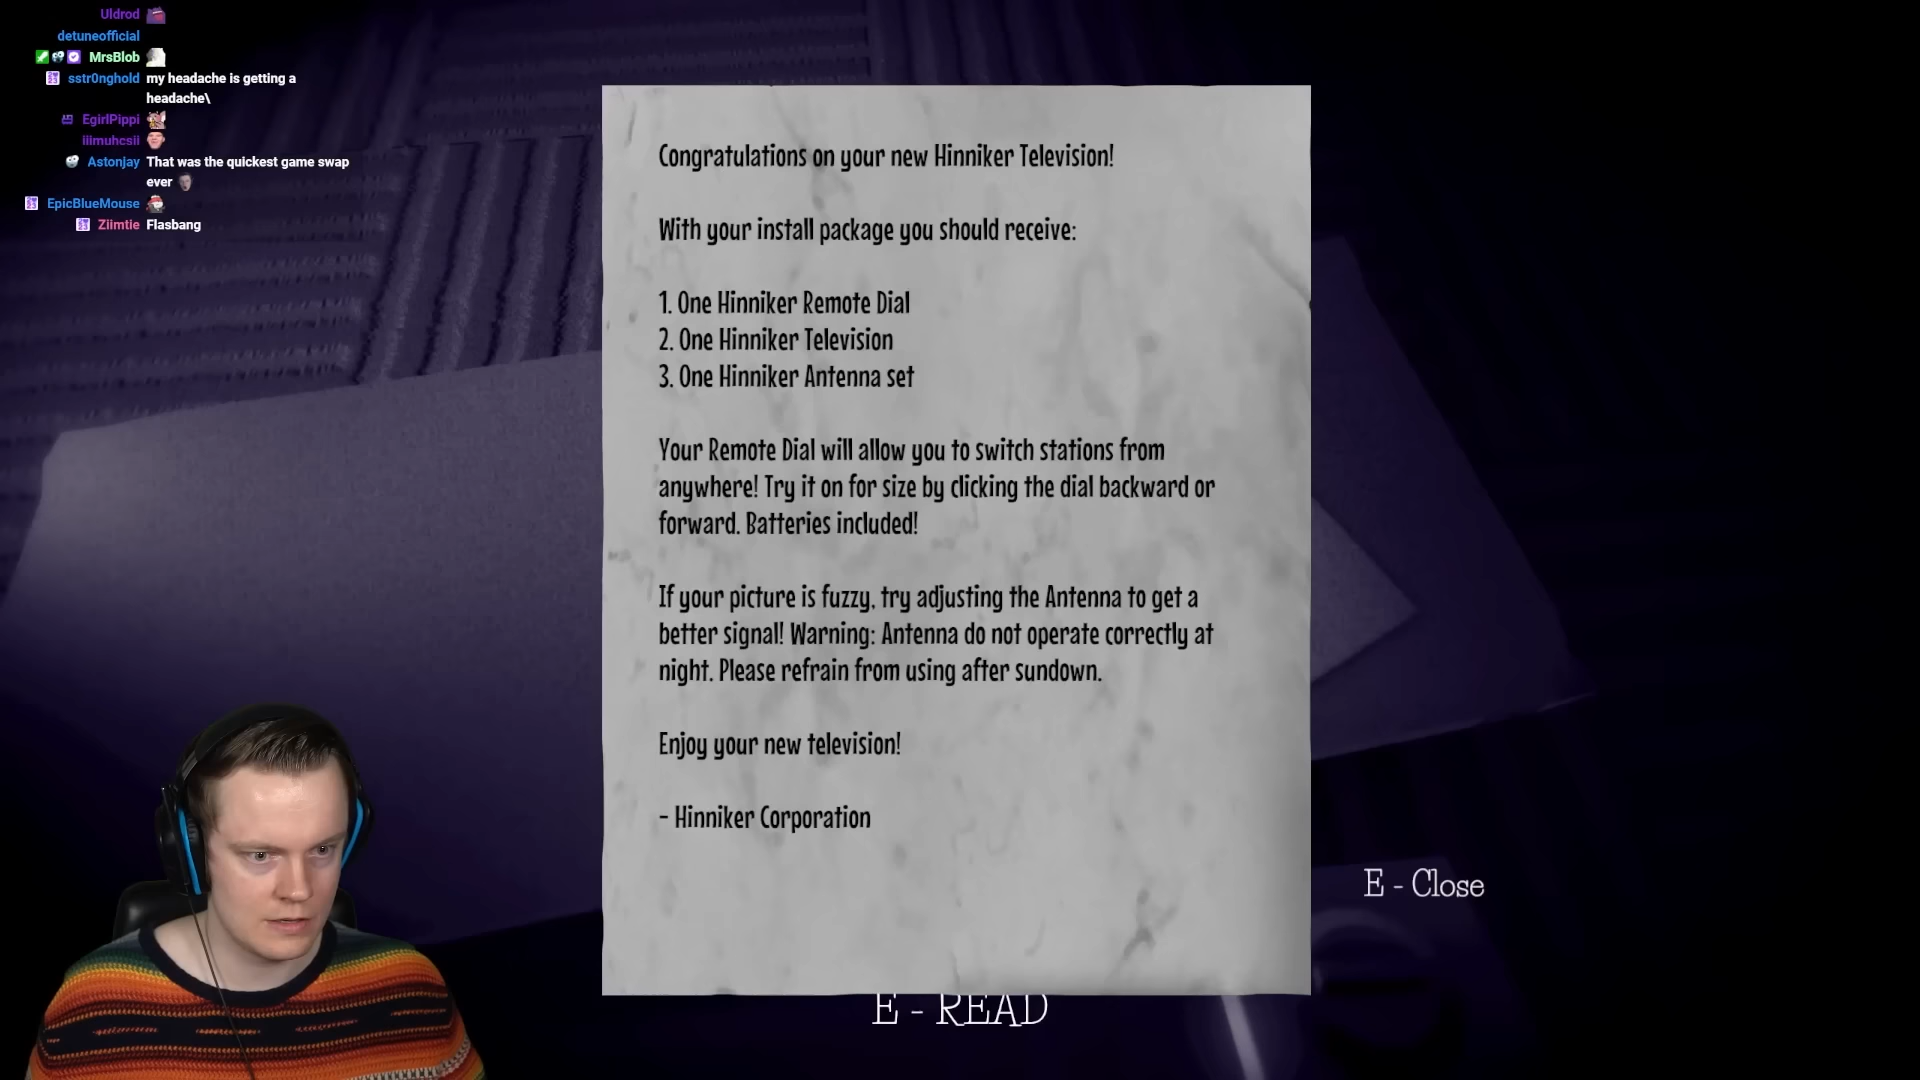 Uldrod
detuneofficial
MrsBlob
sstr0nghold my headache is getting a
headache\
EgirlPippi
iiimuhcsii
Astonjay That was the quickest game swap
ever
EpicBlueMouse
Ziimtie Flasbang
Congratulations on your new Hinniker Television!
With your install package you should receive:
1. One Hinniker Remote Dial
2. One Hinniker Television
3. One Hinniker Antenna set
Your Remote Dial will allow you to switch stations from
anywhere! Try it on for size by clicking the dial backward or
forward. Batteries included!
If your picture is fuzzy, try adjusting the Antenna to get a
better signal! Warning: Antenna do not operate correctly at
night. Please refrain from using after sundown.
Enjoy your new television!
- Hinniker Corporation
E - Close
E - READ